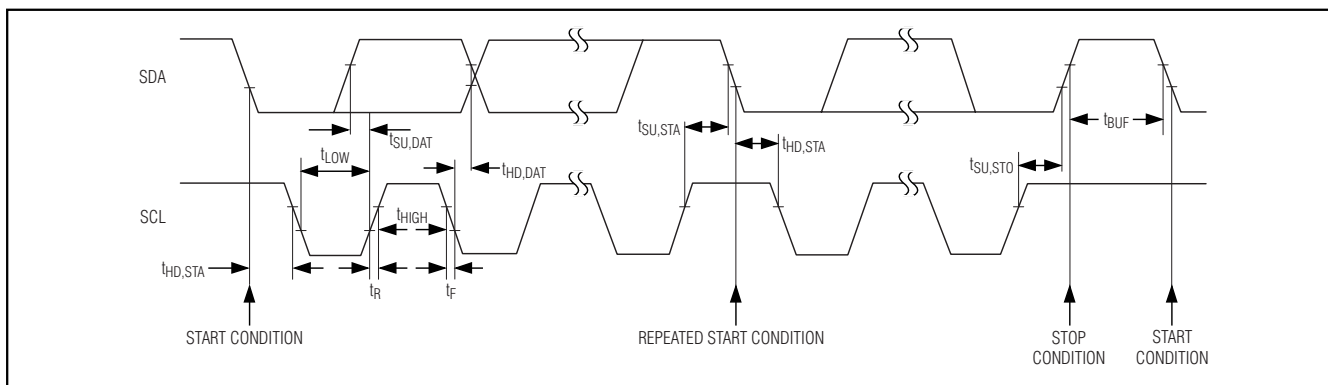 SDA
tSU,STA
tBUF
tSU,DAT
tLOW
tHD,STA
tHD,DAT
tSU,STO
SCL
tHIGH
tHD,STA
tR
tF
START CONDITION
REPEATED START CONDITION
STOP
CONDITION
START
CONDITION